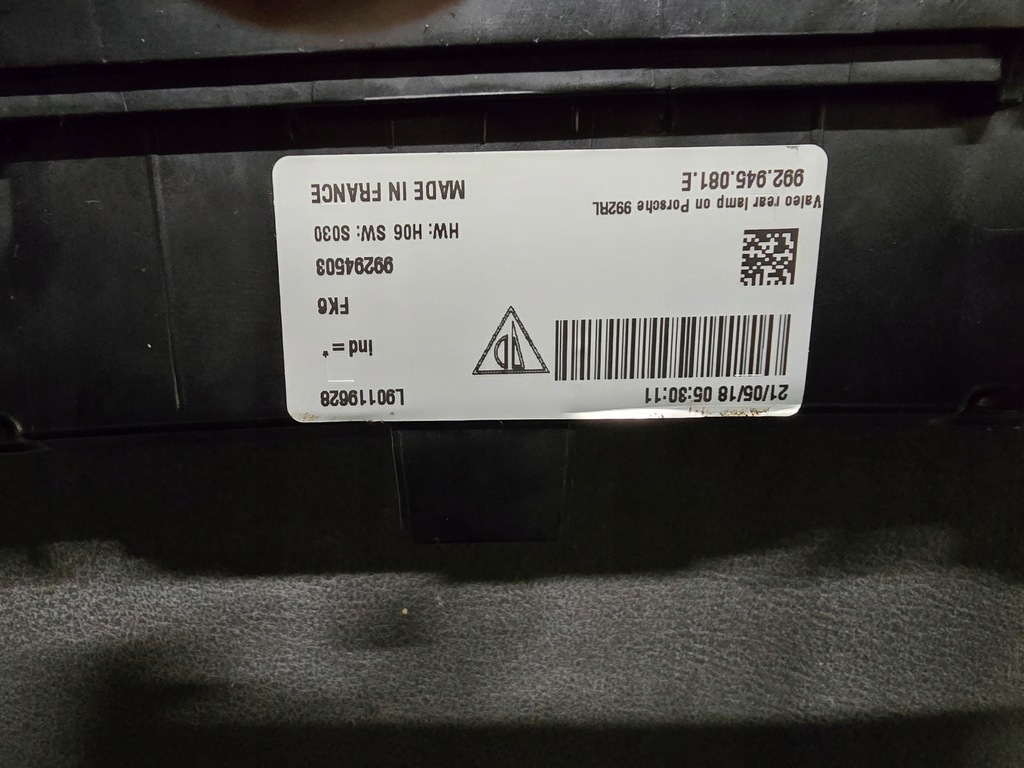 21/05/18 05:30:11
L90119628
Ind =*
FK6
99294503
HW: H06 SW: S030
Valeo rear lamp on Porsche 992RL
992.945.081.E
MADE IN FRANCE